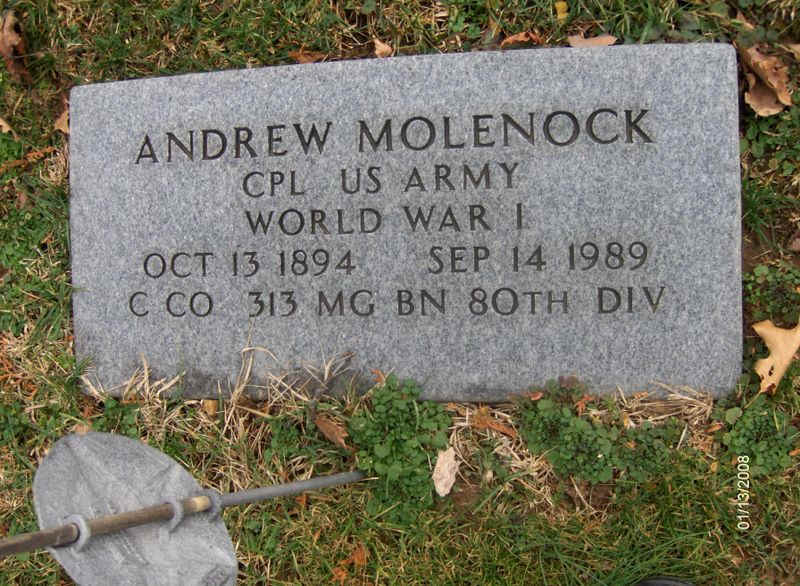 ANDREW MOLENOCK
CPL US ARMY
WORLD WAR I
OCT 13 1894 SEP 14 1989
C CO 313 MG BN 80TH DIV
01/13/2008